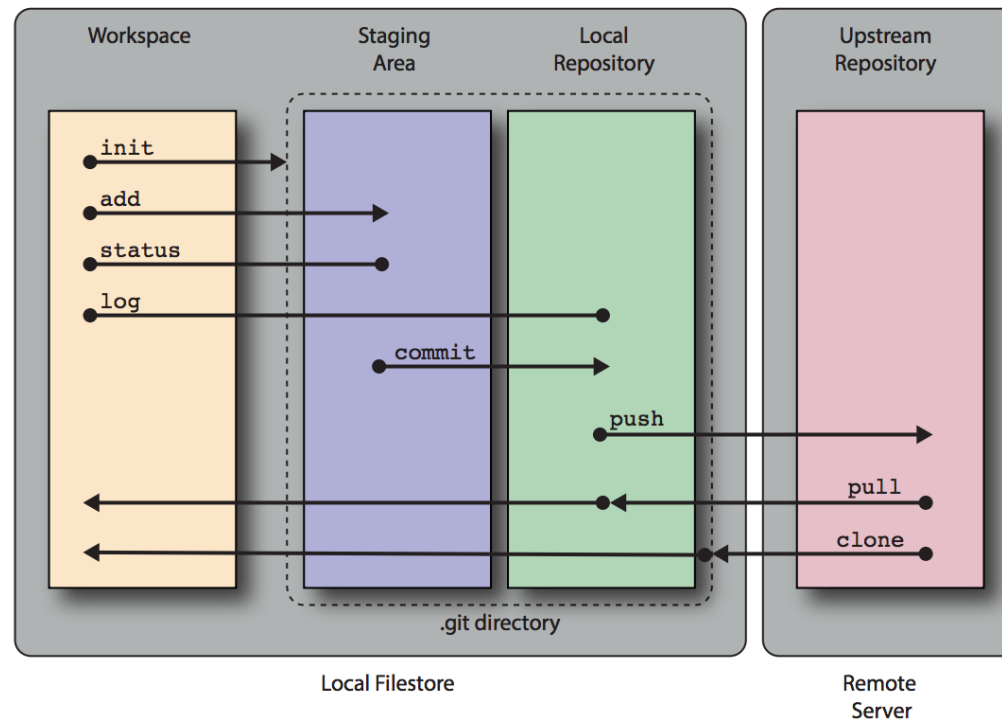 Workspace
Staging
Area
Local
Repository
Upstream
Repository
init
add
status
log
commit
push
pull
clone
.git directory
Local Filestore
Remote
Server